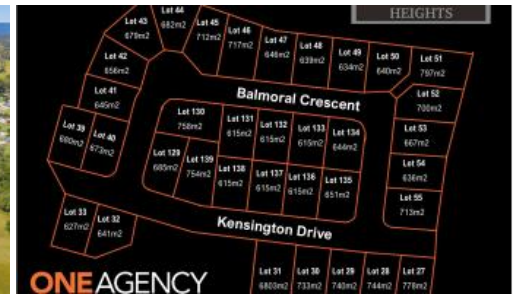 HEIGHTS
Lot 43
679m2
Lot 44
682m2
Lot 45
712m2
Lot 46
717m2
Lot 47
646m2
Lot 48
639m2
Lot 49
634m2
Lot 50
640m2
Lot 51
797m2
Lot 42
656m2
Lot 41
645m2
Lot 52
700m2
Balmoral Crescent
Lot 39
680m2
Lot 40
673m2
Lot 130
758m2
Lot 131
615m2
Lot 132
615m2
Lot 133
615m2
Lot 134
644m2
Lot 53
667m2
Lot 129
685m2
Lot 139
754m2
Lot 138
615m2
Lot 137
615m2
Lot 136
615m2
Lot 135
651m2
Lot 54
636m2
Lot 55
713m2
Lot 33
627m2
Lot 32
641m2
Kensington Drive
Lot 31
6803m2
Lot 30
733m2
Lot 29
740m2
Lot 28
744m2
Lot 27
778m2
ONEAGENCY